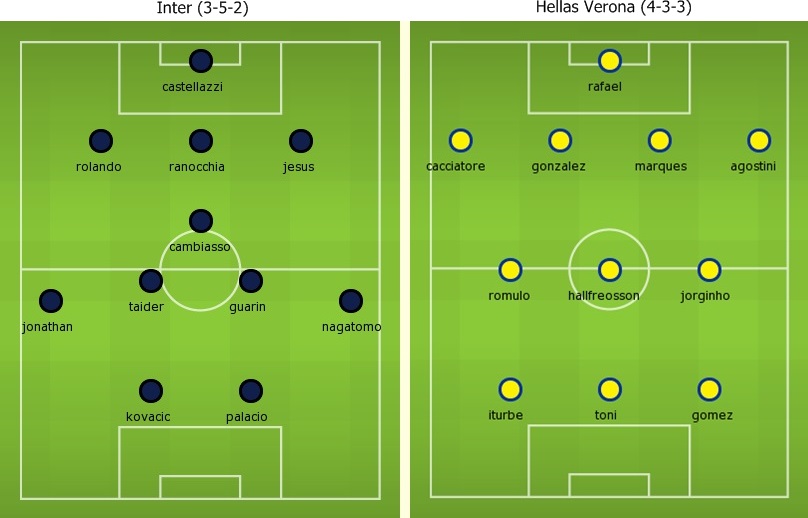 Inter (3-5-2)
castellazzi
rolando ranocchia jesus
cambiasso
taider guarin
jonathan nagatomo
kovacic palacio
Hellas Verona (4-3-3)
rafael
cacciatore gonzalez marques agostini
romulo hallfreosson jorginho
iturbe toni gomez